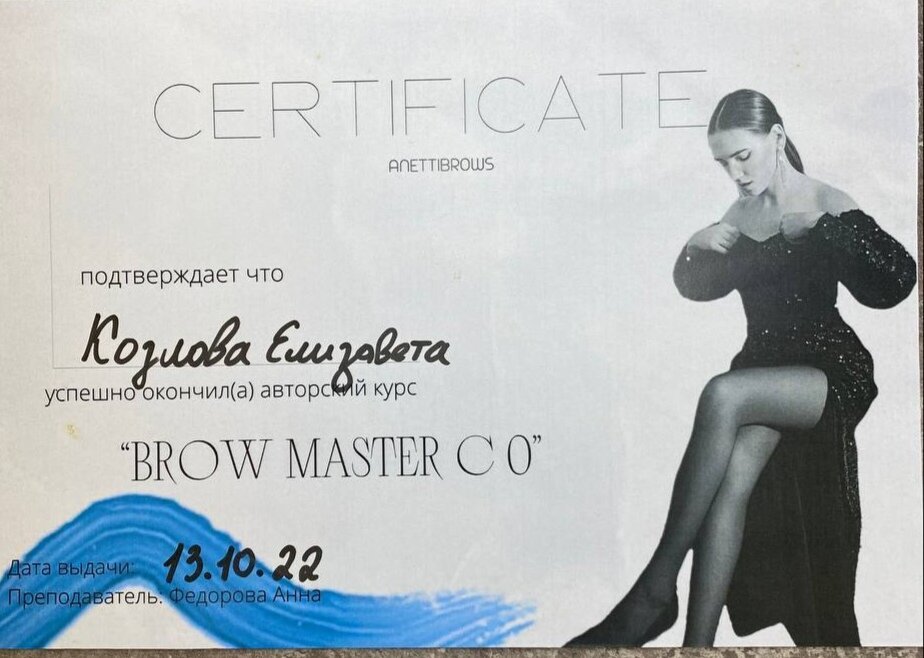 CERTIFICATE
ANETTIBROWS
подтверждает что
Козлова Елизавета
успешно окончил(а) авторский курс
“BROW MASTER С 0”
Дата выдачи: 13.10.22
Преподаватель: Федорова Анна